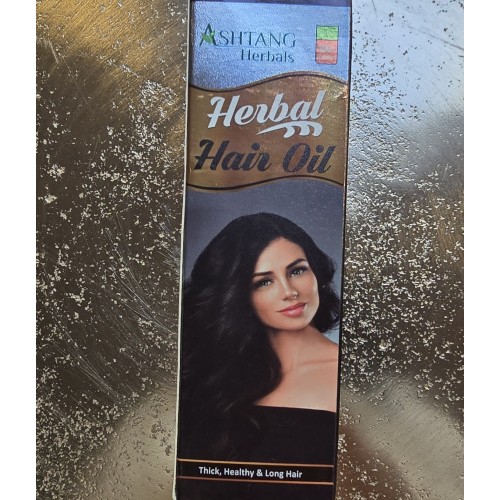 ASHTANG
Herbals
Herbal
Hair Oil
Thick, Healthy & Long Hair